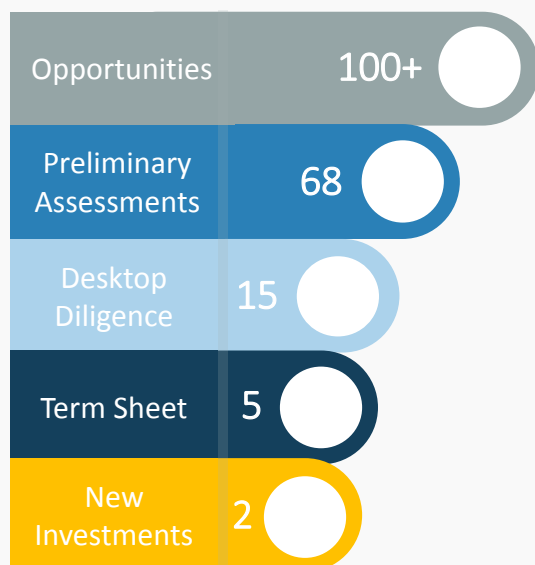 Opportunities 100+
Preliminary
Assessments
68
Desktop
Diligence
15
Term Sheet 5
New
Investments
2